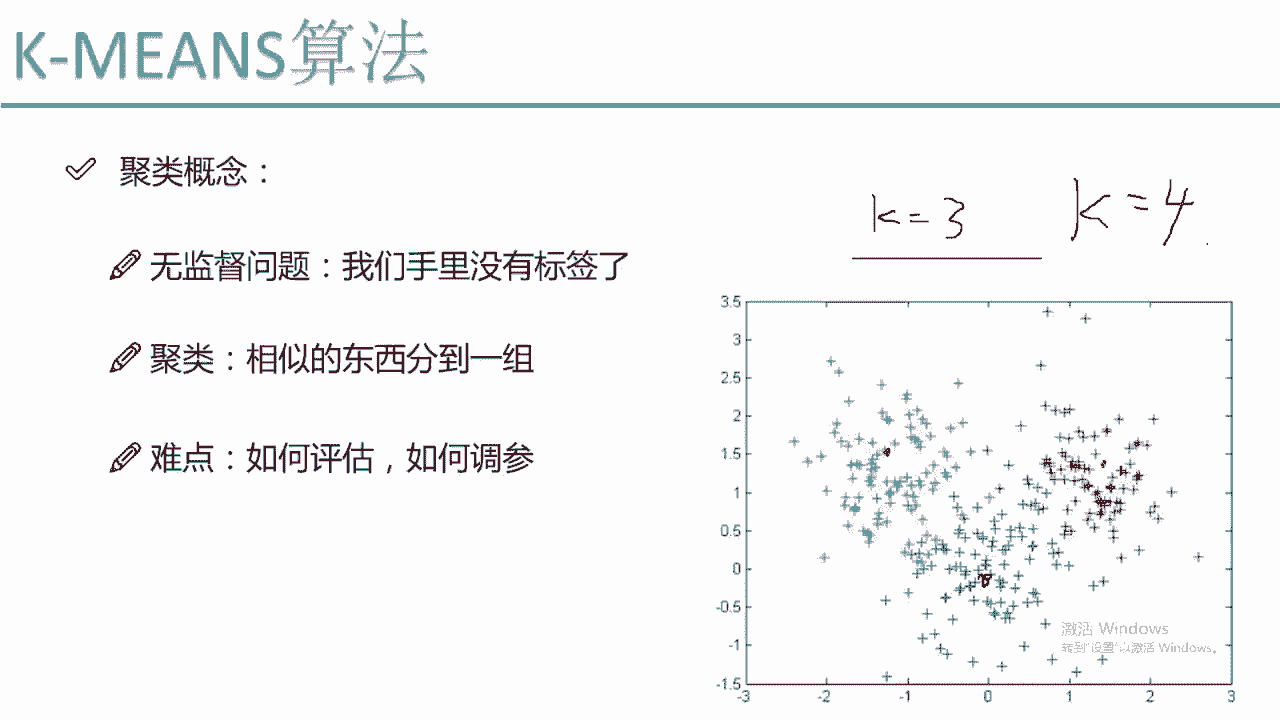 K-MEANS算法
聚类概念：
无监督问题：我们手里没有标签了
聚类：相似的东西分到一组
难点：如何评估，如何调参
k=3
K=4
3.5
3
2.5
2
1.5
1
0.5
0
-0.5
-1
-1.5
-3 -2 -1 0 1 2 3
激活 Windows
转到"设置"以激活 Windows。